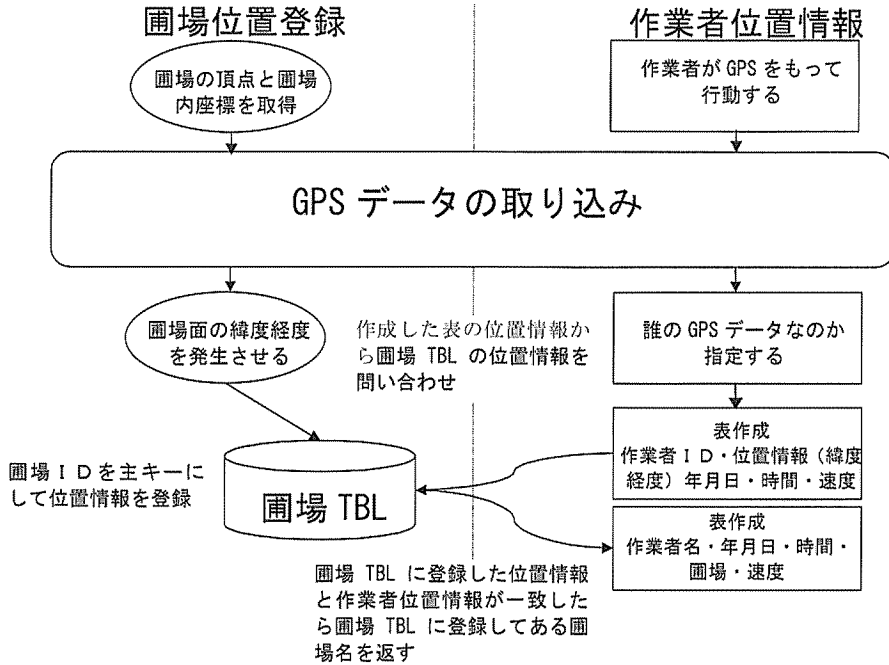 圃場位置登録
作業者位置情報
圃場の頂点と圃場
内座標を取得
作業者が GPS をもって
行動する
GPS データの取り込み
圃場面の緯度経度
を発生させる
作成した表の位置情報か
ら圃場 TBL の位置情報を
問い合わせ
誰の GPS データなのか
指定する
圃場ＩＤを主キーに
して位置情報を登録
圃場 TBL
表作成
作業者ＩＤ・位置情報（緯度
経度）年月日・時間・速度
表作成
作業者名・年月日・時間・
圃場・速度
圃場 TBL に登録した位置情報
と作業者位置情報が一致した
ら圃場 TBL に登録してある圃
場名を返す